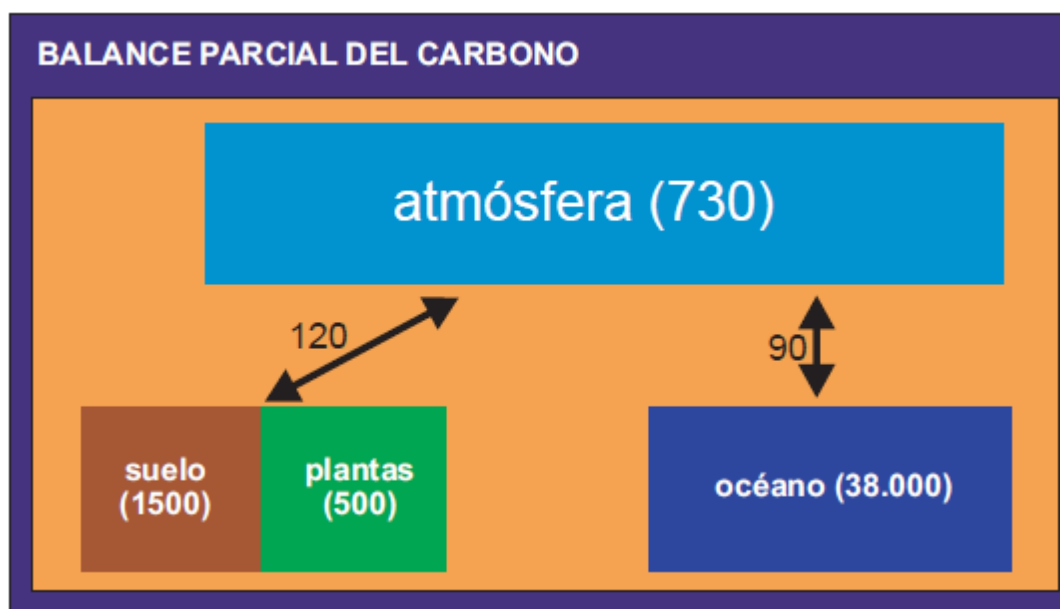 BALANCE PARCIAL DEL CARBONO
atmósfera (730)
120
90
suelo
(1500)
plantas
(500)
océano (38.000)